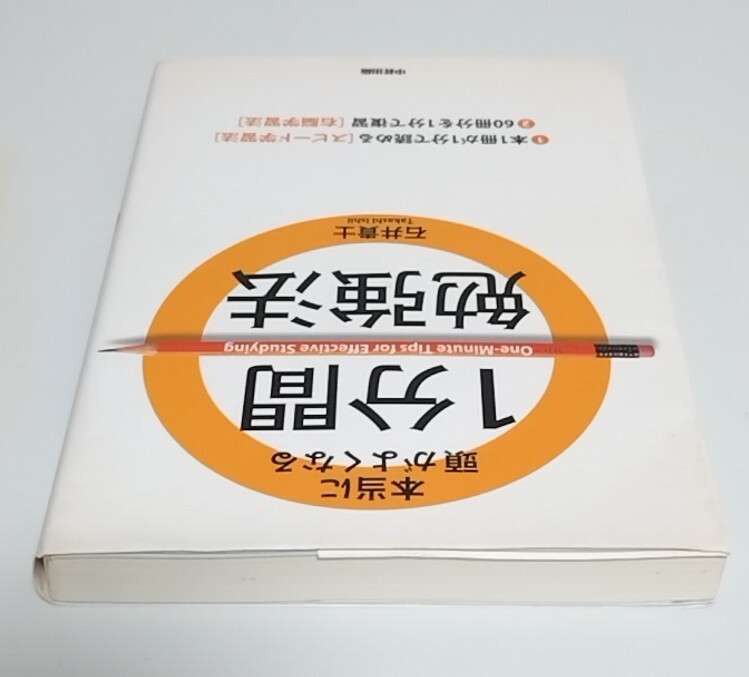 本当に
頭がよくなる
1分間
One-Minute Tips for Effective Studying
勉強法
石井貴士
Takashi Ishii
❶本1冊が1分で読める［スピード学習法］
❷60冊分を1分で復習［右脳学習法］
中経出版